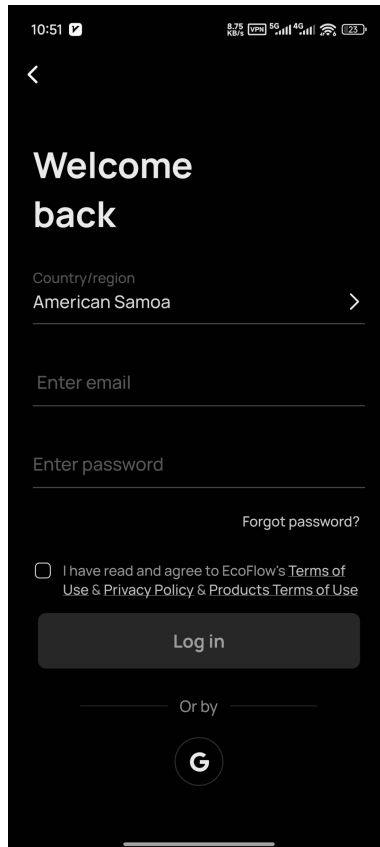 10:51 8.75 KB/s VPN 5G 4G 23
Welcome
back
Country/region
American Samoa
Enter email
Enter password
Forgot password?
I have read and agree to EcoFlow's Terms of
Use & Privacy Policy & Products Terms of Use
Log in
Or by
G